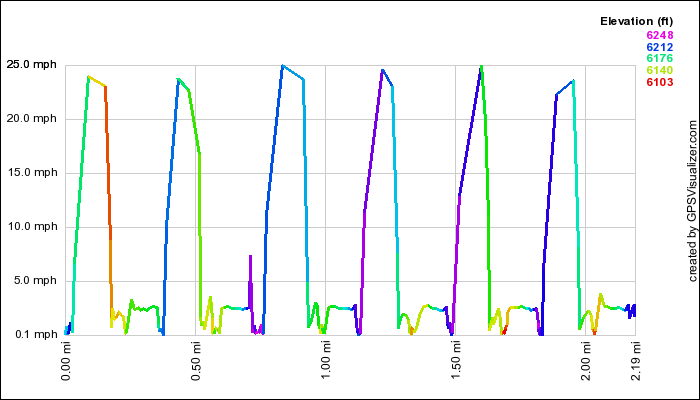 Elevation (ft)
6248
6212
6176
6140
6103
25.0 mph
20.0 mph
15.0 mph
10.0 mph
5.0 mph
0.1 mph
0.00 mi
0.50 mi
1.00 mi
1.50 mi
2.00 mi
2.19 mi
created by GPSVisualizer.com